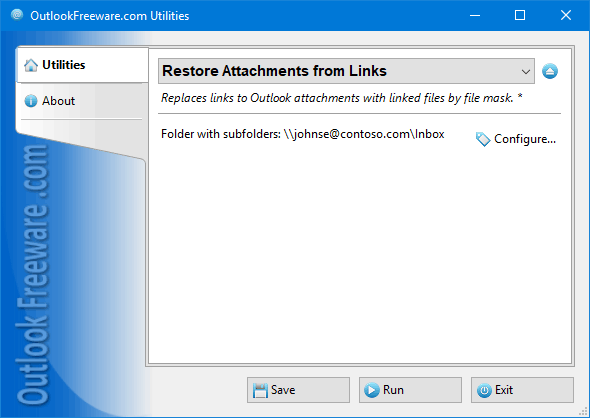 OutlookFreeware.com Utilities
Utilities
About
Restore Attachments from Links
Replaces links to Outlook attachments with linked files by file mask. *
Folder with subfolders: \\johnse@contoso.com\Inbox
Configure...
Outlook Freeware .com
Save
Run
Exit